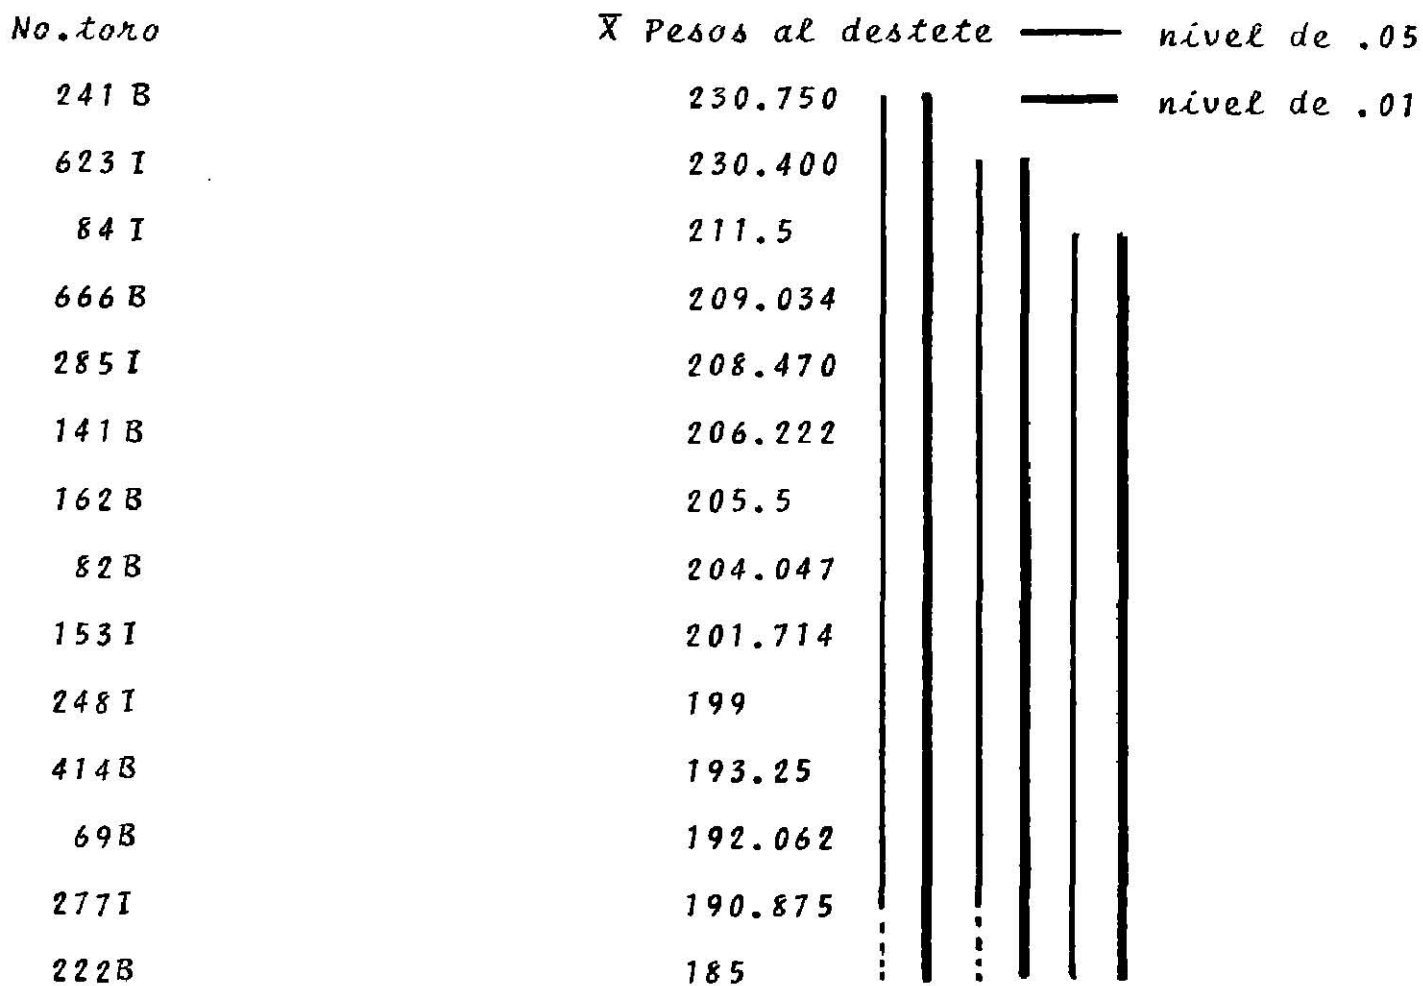 No. toro X̅ Pesos al destete nivel de .05
241 B 230.750 nivel de .01
623 I 230.400
84 I 211.5
666 B 209.034
285 I 208.470
141 B 206.222
162 B 205.5
82 B 204.047
153 I 201.714
248 I 199
414 B 193.25
69 B 192.062
277 I 190.875
222 B 185